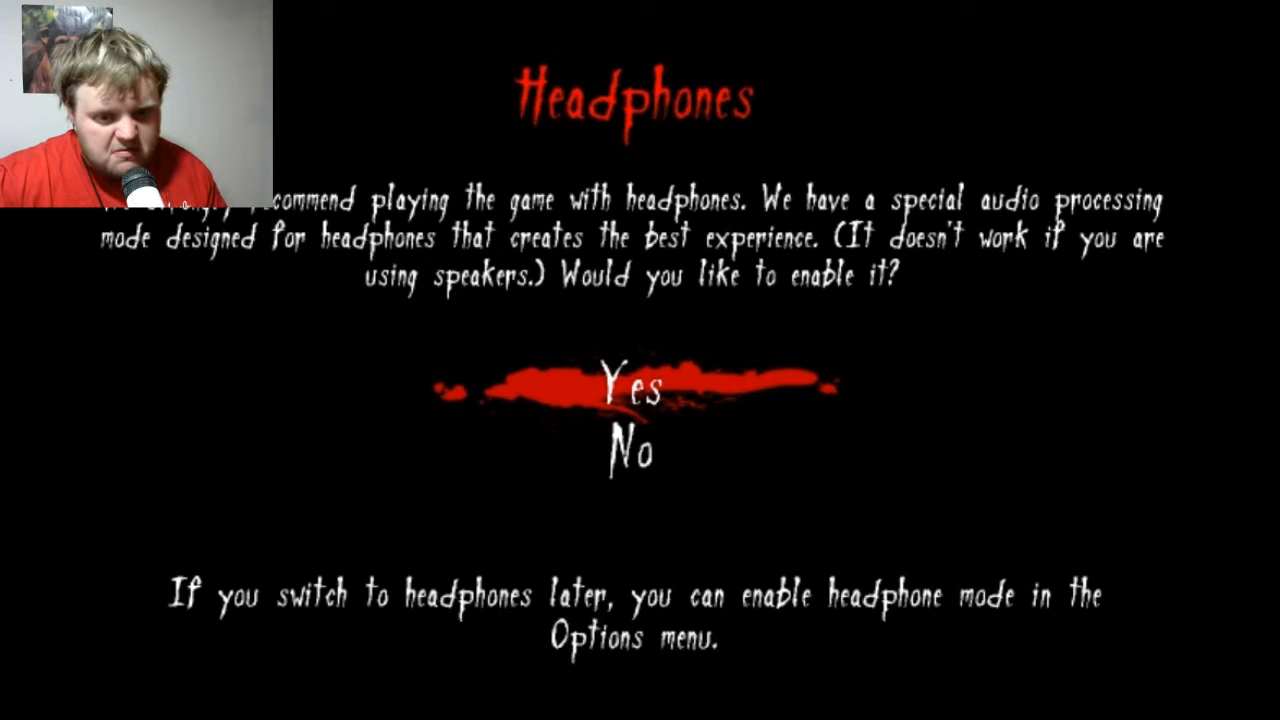 Headphones
recommend playing the game with headphones. We have a special audio processing
mode designed for headphones that creates the best experience. (It doesn't work if you are
using speakers.) Would you like to enable it?
Yes
No
If you switch to headphones later, you can enable headphone mode in the
Options menu.